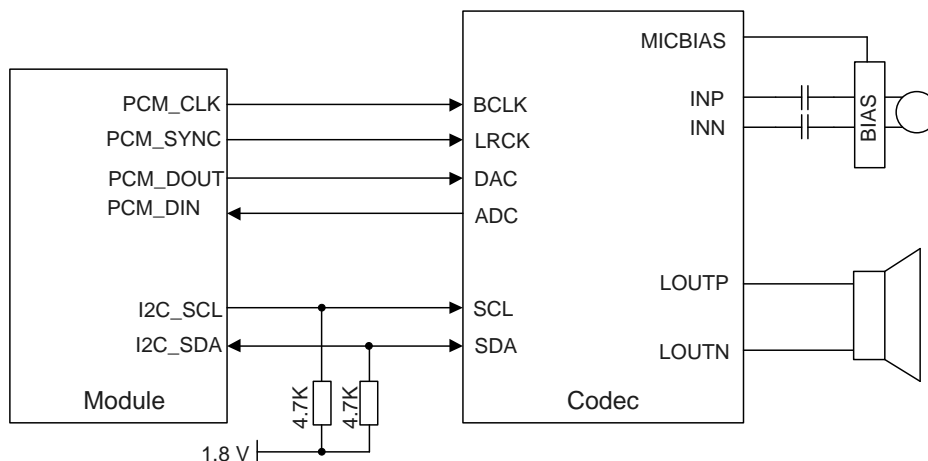 MICBIAS
PCM_CLK
BCLK
INP
BIAS
PCM_SYNC
LRCK
INN
PCM_DOUT
DAC
PCM_DIN
ADC
LOUTP
I2C_SCL
SCL
I2C_SDA
SDA
LOUTN
4.7K
4.7K
Module
Codec
1.8 V